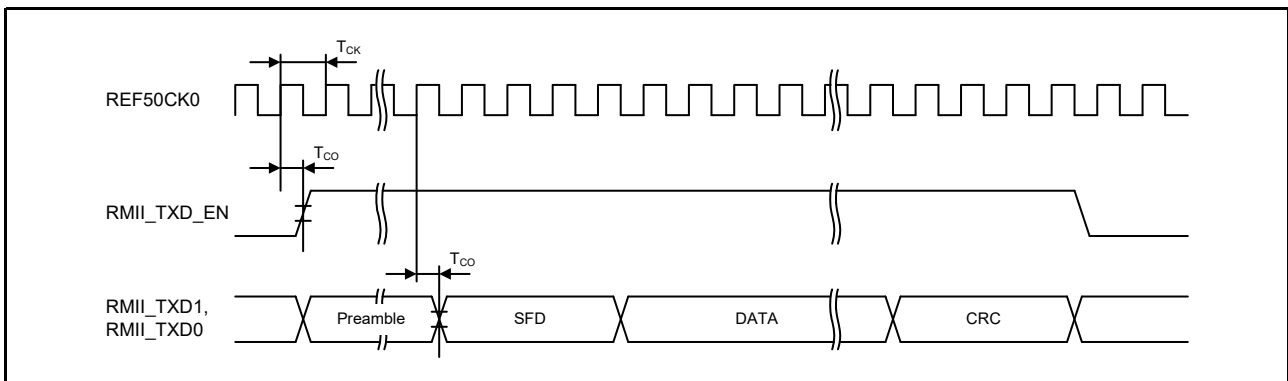 TCK
REF50CK0
TCO
RMII_TXD_EN
TCO
RMII_TXD1,
RMII_TXD0
Preamble
SFD
DATA
CRC